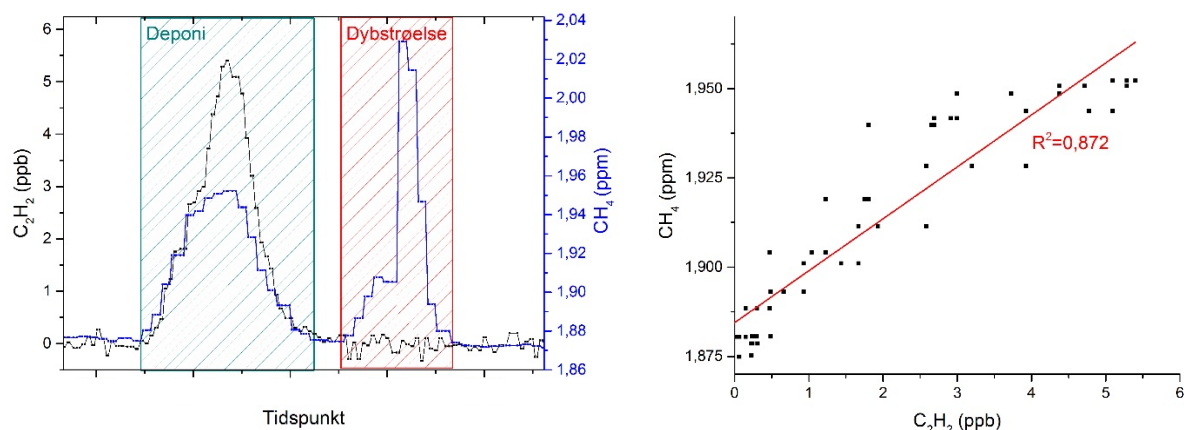 Deponi
Dybstrøelse
C2H2 (ppb)
6
5
4
3
2
1
0
2,04
2,02
2,00
1,98
1,96
1,94
1,92
1,90
1,88
1,86
CH4 (ppm)
Tidspunkt
CH4 (ppm)
1,950
1,925
1,900
1,875
R2=0,872
0 1 2 3 4 5 6
C2H2 (ppb)